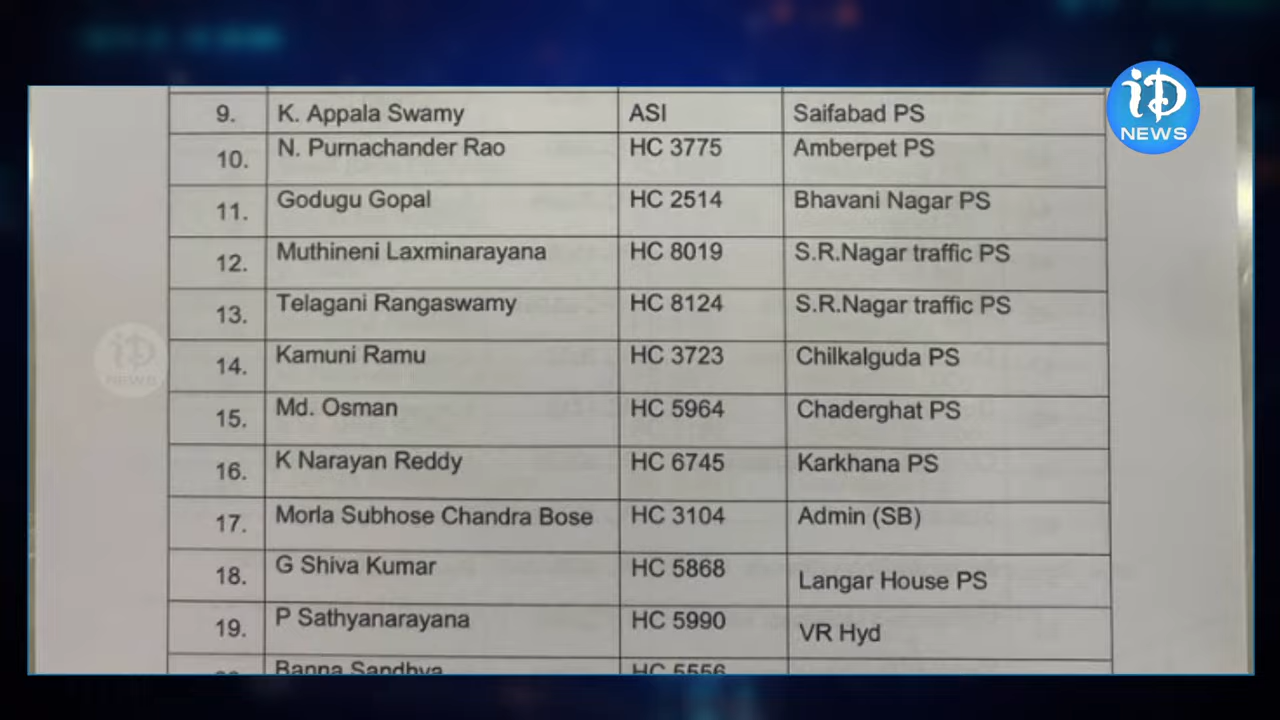 iD
NEWS
9. K. Appala Swamy ASI Saifabad PS
10. N. Purnachander Rao HC 3775 Amberpet PS
11. Godugu Gopal HC 2514 Bhavani Nagar PS
12. Muthineni Laxminarayana HC 8019 S.R.Nagar traffic PS
13. Telagani Rangaswamy HC 8124 S.R.Nagar traffic PS
14. Kamuni Ramu HC 3723 Chilkalguda PS
15. Md. Osman HC 5964 Chaderghat PS
16. K Narayan Reddy HC 6745 Karkhana PS
17. Morla Subhose Chandra Bose HC 3104 Admin (SB)
18. G Shiva Kumar HC 5868 Langar House PS
19. P Sathyanarayana HC 5990 VR Hyd
Banna Sandhya HC 5556
iD
NEWS